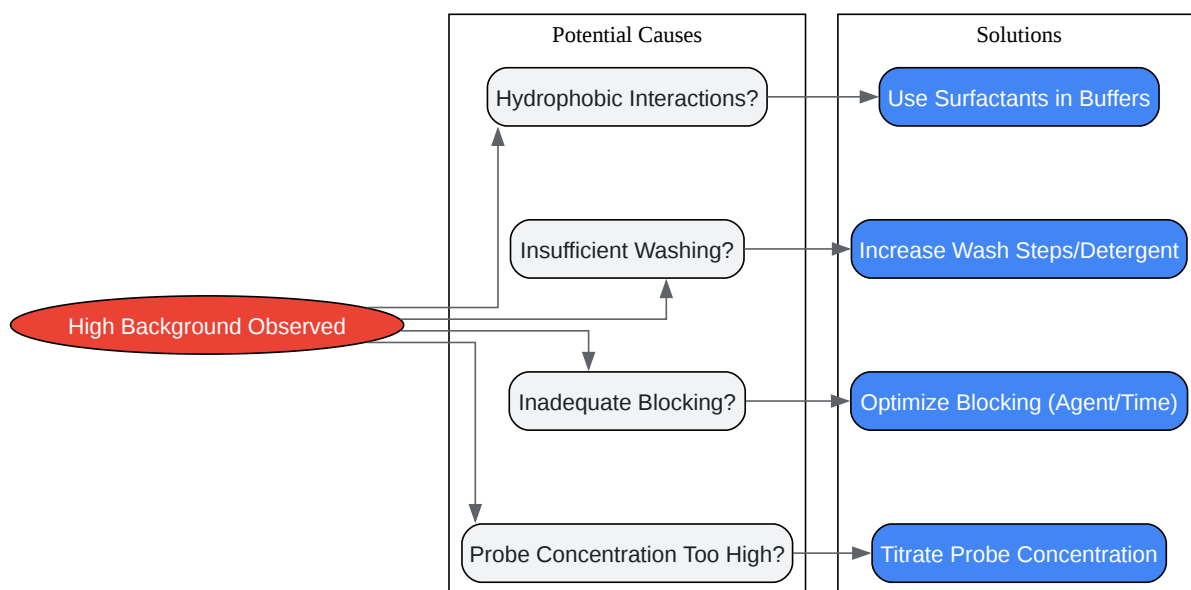 Potential Causes
Solutions
Hydrophobic Interactions?
Use Surfactants in Buffers
Insufficient Washing?
Increase Wash Steps/Detergent
High Background Observed
Inadequate Blocking?
Optimize Blocking (Agent/Time)
Probe Concentration Too High?
Titrate Probe Concentration